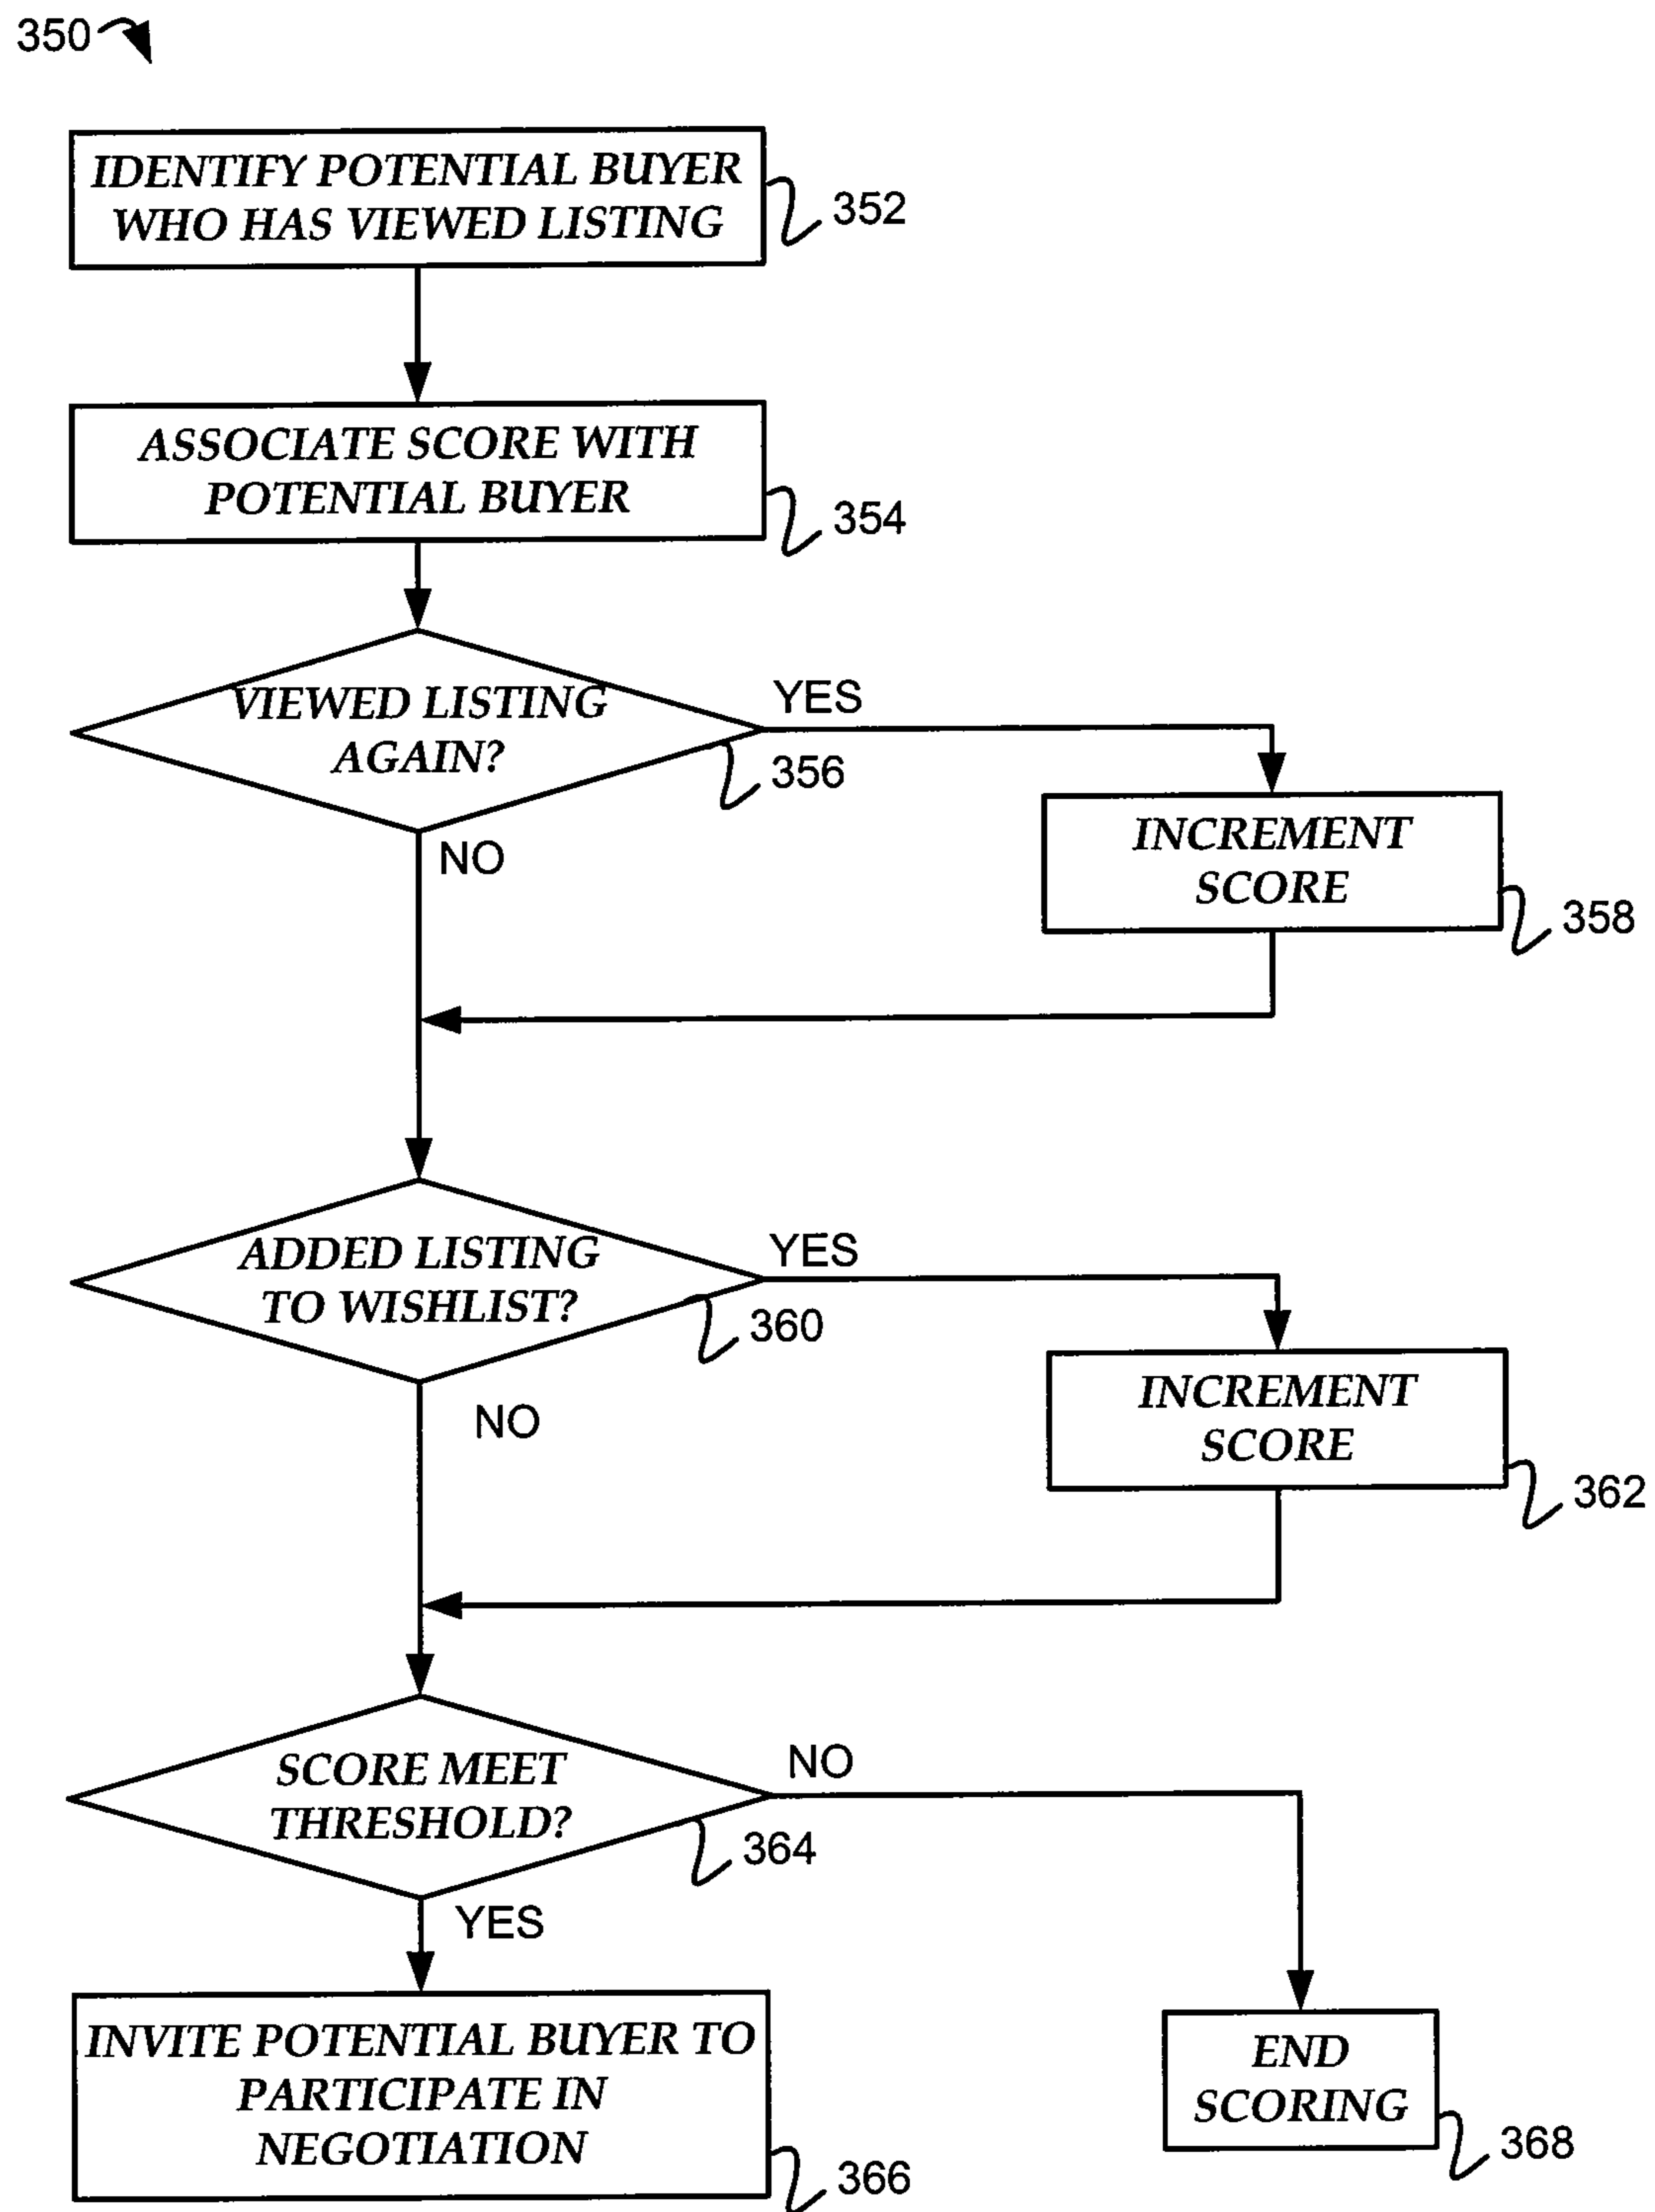 350
IDENTIFY POTENTIAL BUYER
WHO HAS VIEWED LISTING
352
ASSOCIATE SCORE WITH
POTENTIAL BUYER
354
VIEWED LISTING
AGAIN?
YES
356
NO
INCREMENT
SCORE
358
ADDED LISTING
TO WISHLIST?
YES
360
NO
INCREMENT
SCORE
362
SCORE MEET
THRESHOLD?
NO
364
YES
INVITE POTENTIAL BUYER TO
PARTICIPATE IN
NEGOTIATION
366
END
SCORING
368